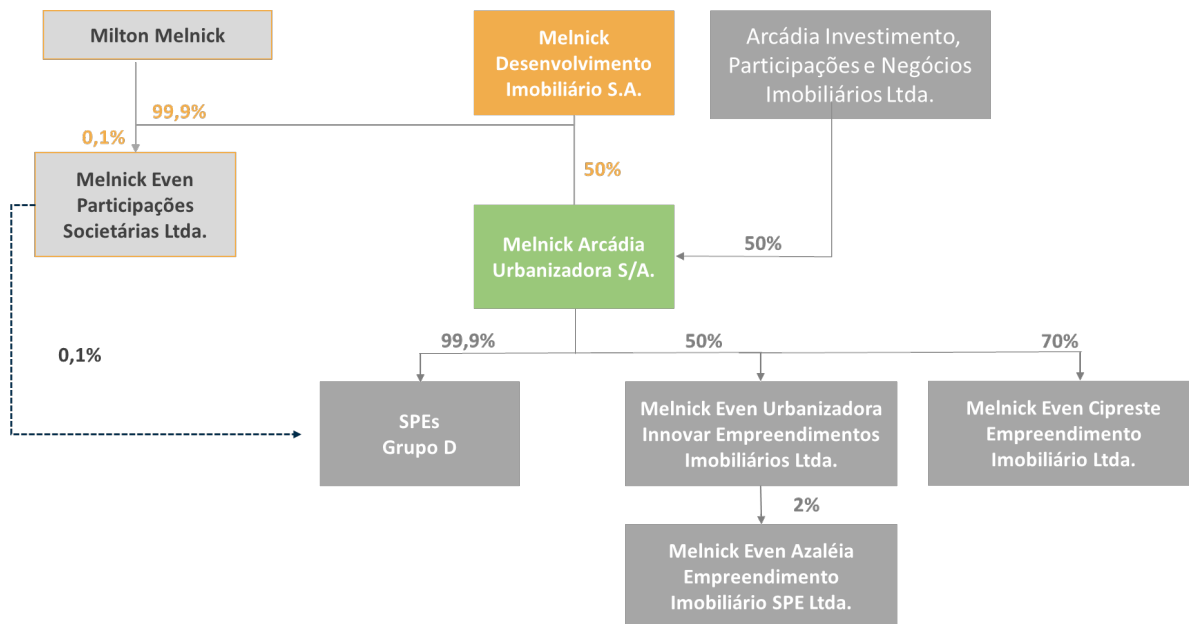 Milton Melnick
Melnick
Desenvolvimento
Imobiliário S.A.
Arcádia Investimento,
Participações e Negócios
Imobiliários Ltda.
99,9%
0,1%
Melnick Even
Participações
Societárias Ltda.
50%
Melnick Arcádia
Urbanizadora S/A.
50%
0,1%
99,9%
50%
70%
SPEs
Grupo D
Melnick Even Urbanizadora
Innovar Empreendimentos
Imobiliários Ltda.
Melnick Even Cipreste
Empreendimento
Imobiliário Ltda.
2%
Melnick Even Azaléia
Empreendimento
Imobiliário SPE Ltda.